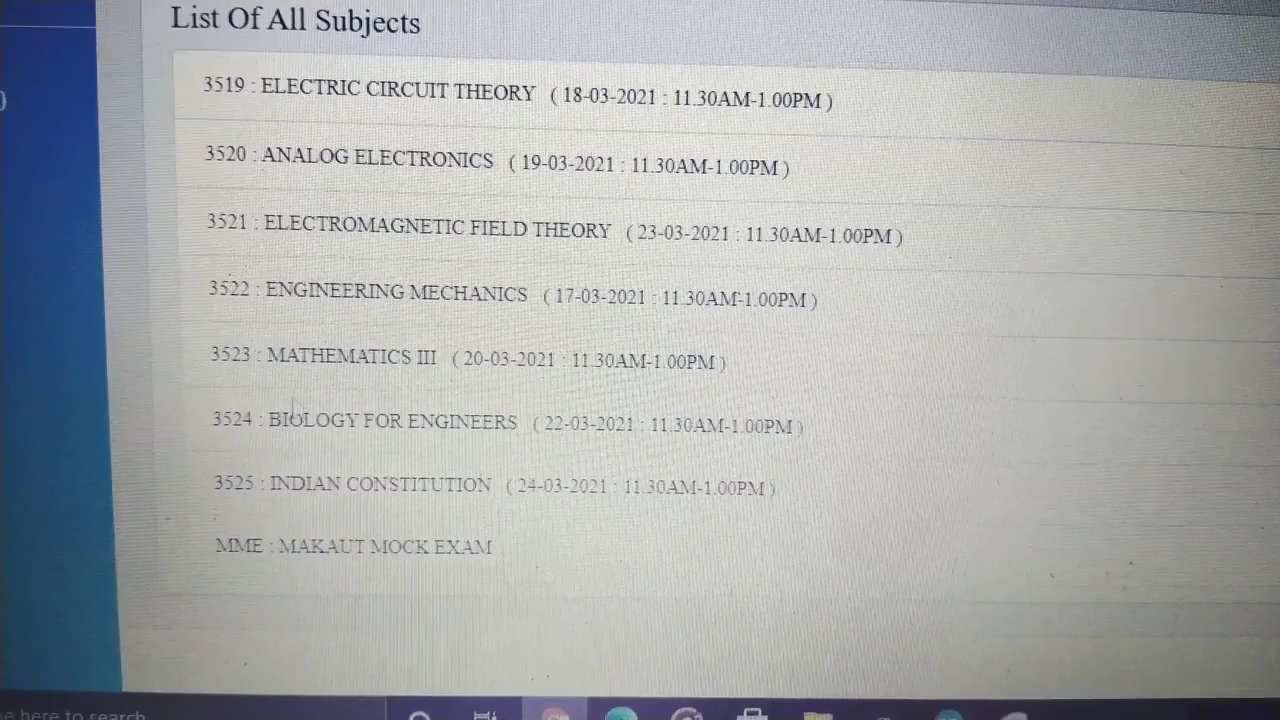 List Of All Subjects
3519 : ELECTRIC CIRCUIT THEORY ( 18-03-2021 : 11.30AM-1.00PM )
3520 : ANALOG ELECTRONICS ( 19-03-2021 : 11.30AM-1.00PM )
3521 : ELECTROMAGNETIC FIELD THEORY ( 23-03-2021 : 11.30AM-1.00PM )
3522 : ENGINEERING MECHANICS ( 17-03-2021 : 11.30AM-1.00PM )
3523 : MATHEMATICS III ( 20-03-2021 : 11.30AM-1.00PM )
3524 : BIOLOGY FOR ENGINEERS ( 22-03-2021 : 11.30AM-1.00PM )
3525 : INDIAN CONSTITUTION ( 24-03-2021 : 11.30AM-1.00PM )
MME : MAKAUT MOCK EXAM
here to search